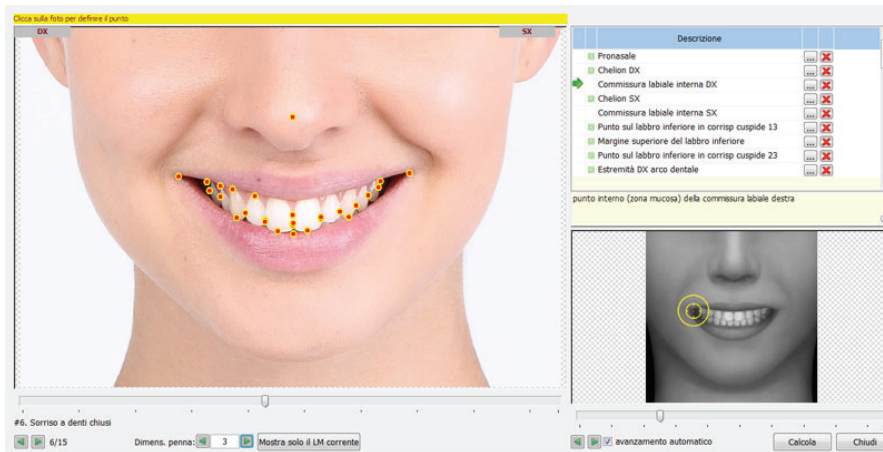 Clicca sulla foto per definire il punto
DX
SX
Descrizione
Pronasale
Chelion DX
Commissura labiale interna DX
Chelion SX
Commissura labiale interna SX
Punto sul labbro inferiore in corrisp cuspide 13
Margine superiore del labbro inferiore
Punto sul labbro inferiore in corrisp cuspide 23
Estremità DX arco dentale
punto interno (zona mucosa) della commissura labiale destra
#6. Sorriso a denti chiusi
6/15
Dimens. penna:
3
Mostra solo il LM corrente
avanzamento automatico
Calcola
Chiudi